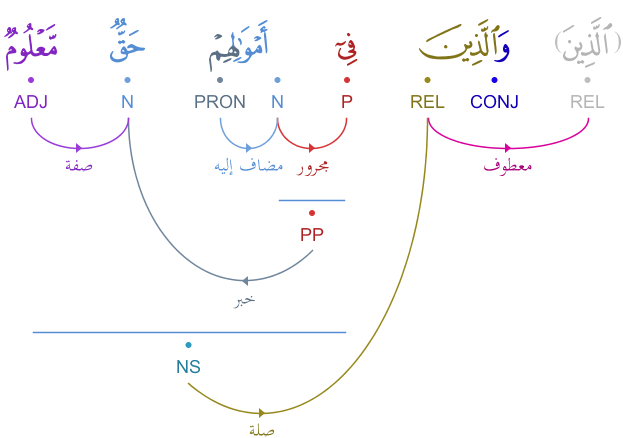 (ٱلَّذِينَ) وَٱلَّذِينَ فِىٓ أَمْوَٰلِهِمْ حَقٌّ مَّعْلُومٌ
REL CONJ REL P N PRON N ADJ
معطوف مجرور مضاف إليه صفة
PP
خبر
NS
صلة